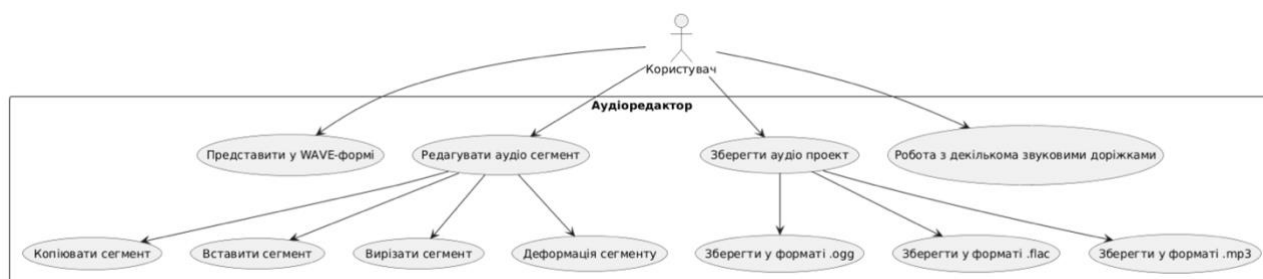 Користувач
Аудіоредактор
Представити у WAVE-формі
Редагувати аудіо сегмент
Зберегти аудіо проект
Робота з декількома звуковими доріжками
Копіювати сегмент
Вставити сегмент
Вирізати сегмент
Деформація сегменту
Зберегти у форматі .ogg
Зберегти у форматі .flac
Зберегти у форматі .mp3